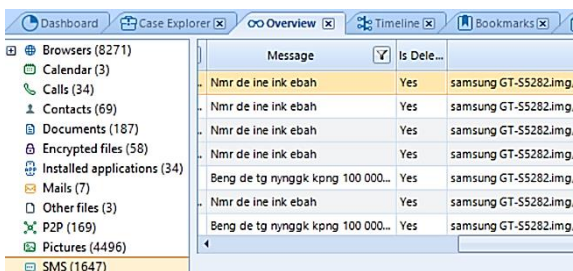 Dashboard Case Explorer Overview Timeline Bookmarks
Browsers (8271)
Calendar (3)
Calls (34)
Contacts (69)
Documents (187)
Encrypted files (58)
Installed applications (34)
Mails (7)
Other files (3)
P2P (169)
Pictures (4496)
SMS (1647)
Message Is Dele...
Nmr de ine ink ebah Yes samsung GT-S5282.img
Nmr de ine ink ebah Yes samsung GT-S5282.img
Nmr de ine ink ebah Yes samsung GT-S5282.img
Nmr de ine ink ebah Yes samsung GT-S5282.img
Beng de tg nynggk kpng 100 000... Yes samsung GT-S5282.img
Nmr de ine ink ebah Yes samsung GT-S5282.img
Beng de tg nynggk kpng 100 000... Yes samsung GT-S5282.img